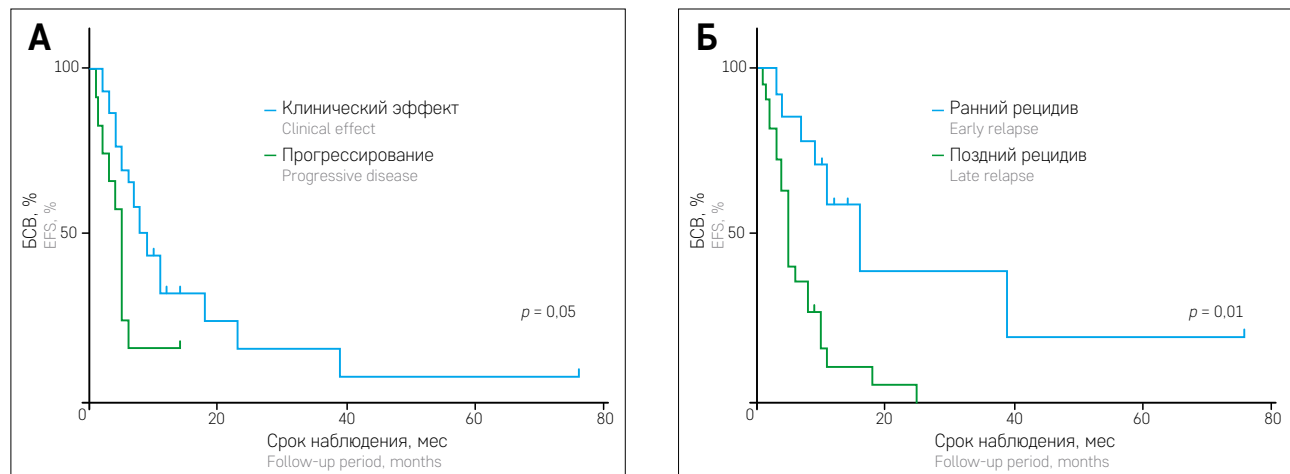 А
100
50
0
20
40
60
80
БСВ, %
EFS, %
Клинический эффект
Clinical effect
Прогрессирование
Progressive disease
p = 0,05
Срок наблюдения, мес
Follow-up period, months
Б
100
50
0
20
40
60
80
БСВ, %
EFS, %
Ранний рецидив
Early relapse
Поздний рецидив
Late relapse
p = 0,01
Срок наблюдения, мес
Follow-up period, months